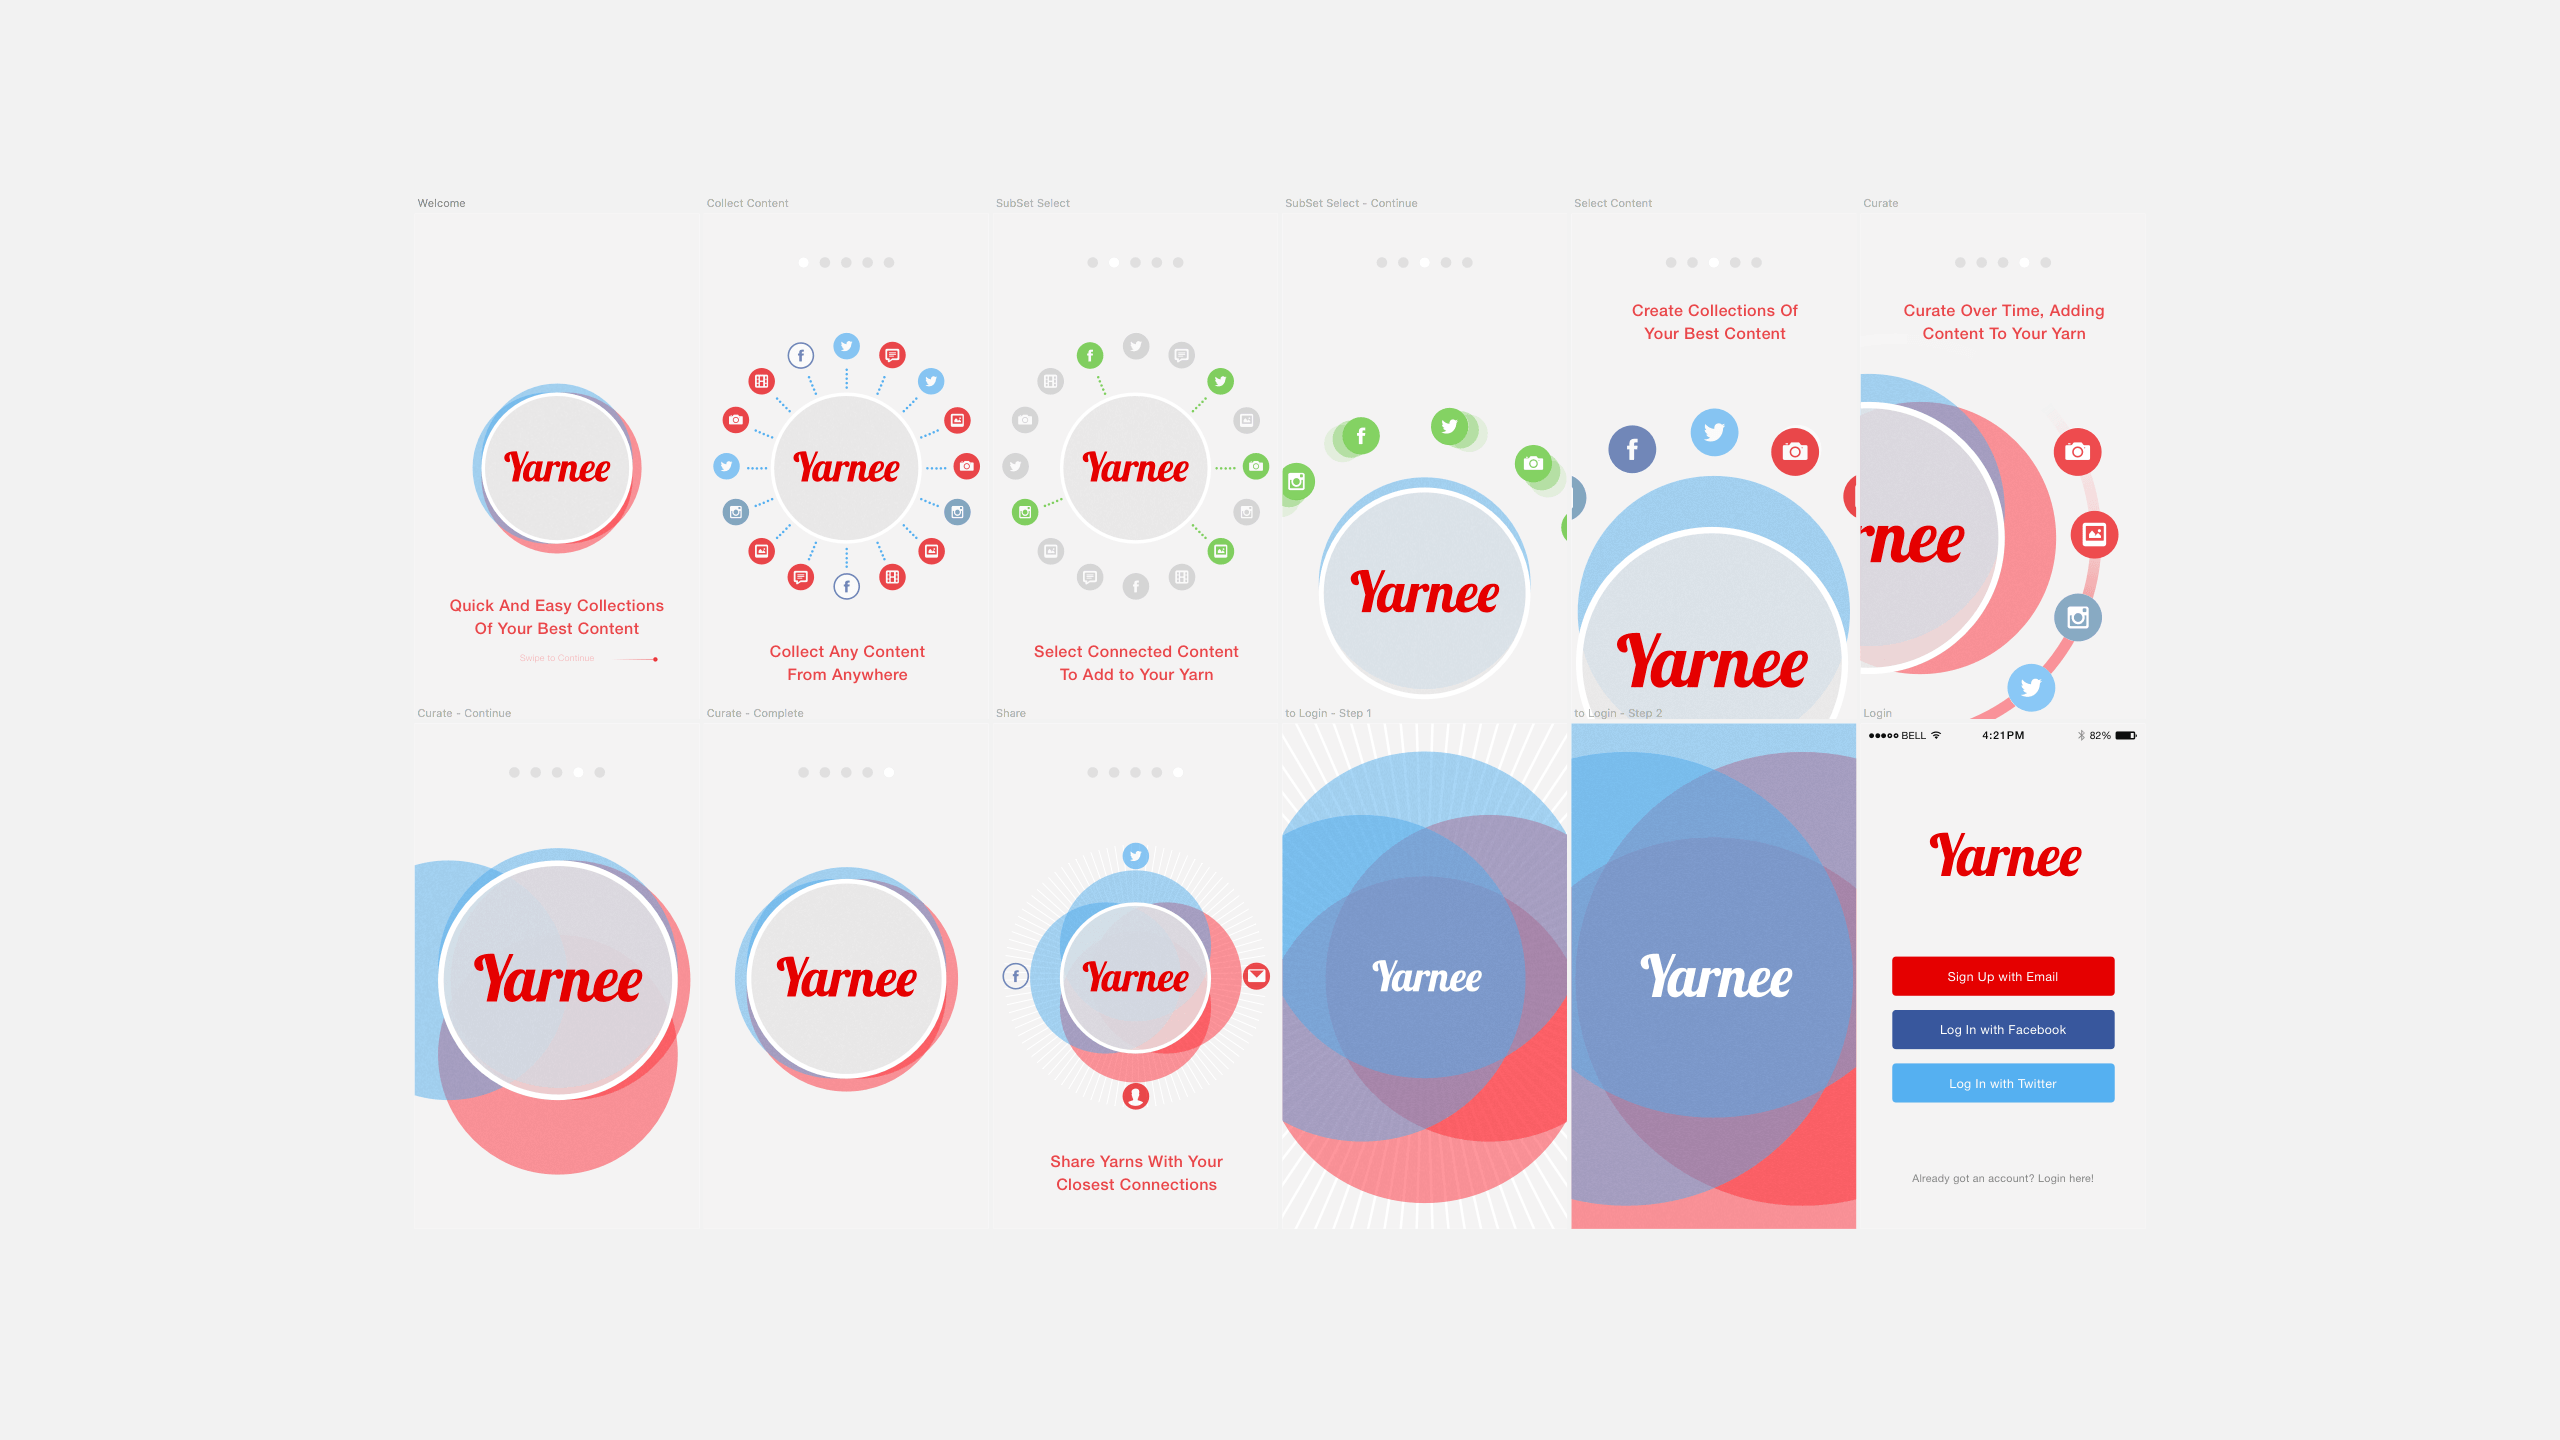 Welcome
Collect Content
SubSet Select
SubSet Select - Continue
Select Content
Curate
Yarnee
Quick And Easy Collections
Of Your Best Content
Swipe to Continue
Yarnee
Collect Any Content
From Anywhere
Yarnee
Select Connected Content
To Add to Your Yarn
Yarnee
Create Collections Of
Your Best Content
Yarnee
Curate Over Time, Adding
Content To Your Yarn
rnee
Curate - Continue
Curate - Complete
Share
to Login - Step 1
to Login - Step 2
Login
Yarnee
Yarnee
Yarnee
Share Yarns With Your
Closest Connections
Yarnee
Yarnee
BELL 4:21PM 82%
Yarnee
Sign Up with Email
Log In with Facebook
Log In with Twitter
Already got an account? Login here!